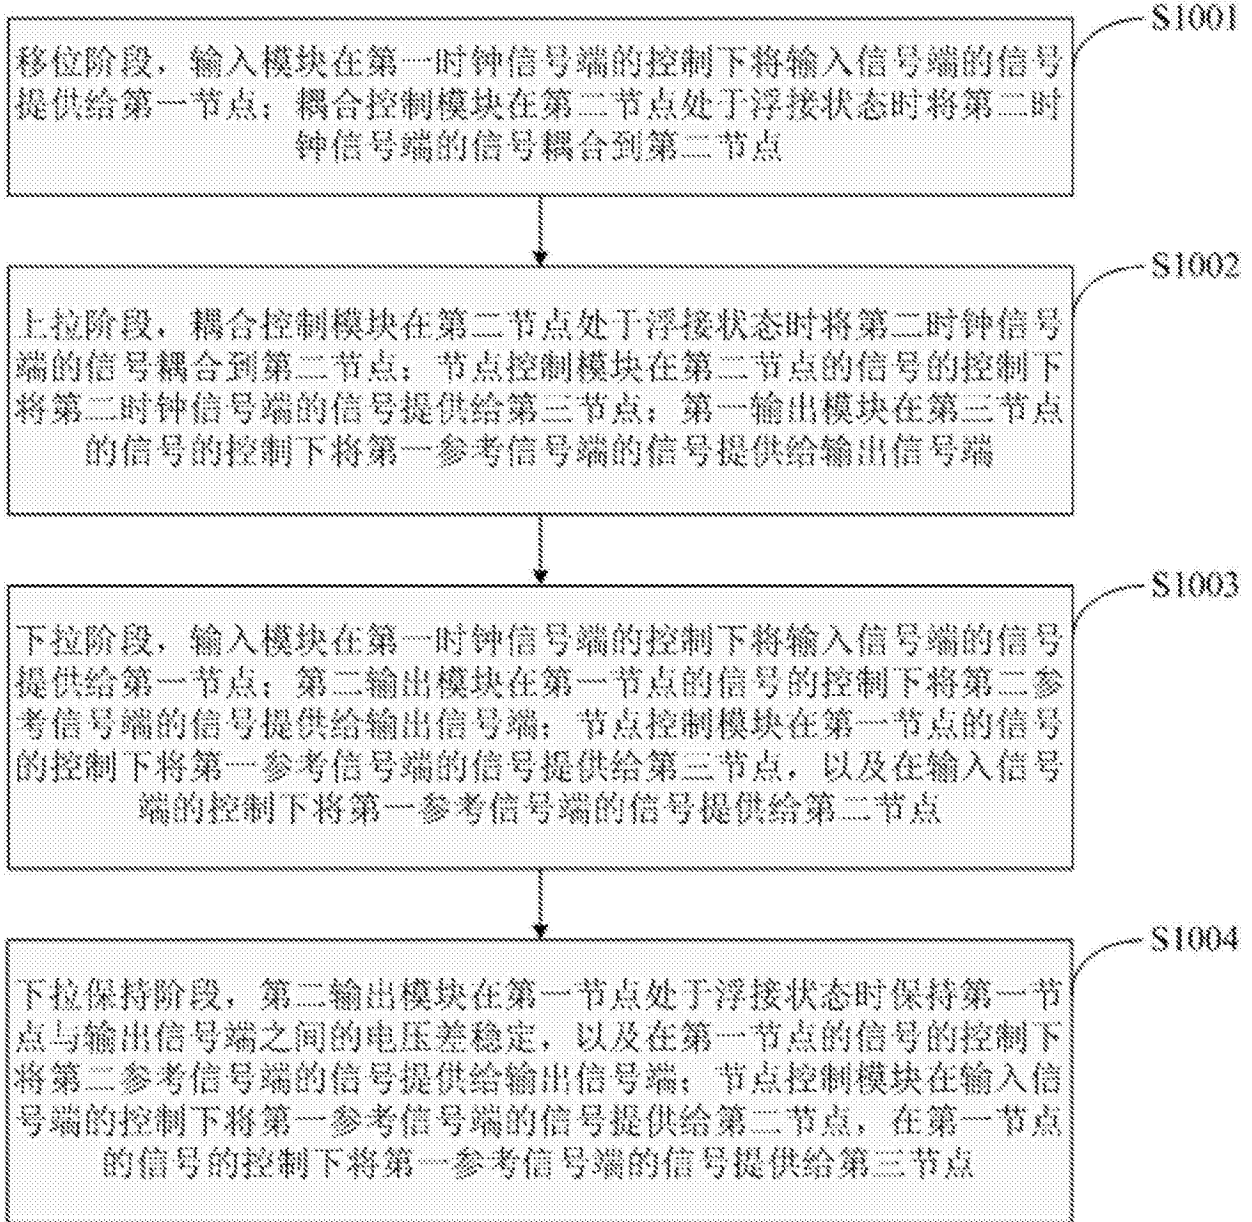 S1001
移位阶段，输入模块在第一时钟信号端的控制下将输入信号端的信号
提供给第一节点；耦合控制模块在第二节点处于浮接状态时将第二时
钟信号端的信号耦合到第二节点
S1002
上拉阶段，耦合控制模块在第二节点处于浮接状态时将第二时钟信号
端的信号耦合到第二节点；节点控制模块在第二节点的信号的控制下
将第二时钟信号端的信号提供给第三节点；第一输出模块在第三节点
的信号的控制下将第一参考信号端的信号提供给输出信号端
S1003
下拉阶段，输入模块在第一时钟信号端的控制下将输入信号端的信号
提供给第一节点；第二输出模块在第一节点的信号的控制下将第二参
考信号端的信号提供给输出信号端；节点控制模块在第一节点的信号
的控制下将第一参考信号端的信号提供给第三节点，以及在输入信号
端的控制下将第一参考信号端的信号提供给第二节点
S1004
下拉保持阶段，第二输出模块在第一节点处于浮接状态时保持第一节
点与输出信号端之间的电压差稳定，以及在第一节点的信号的控制下
将第二参考信号端的信号提供给输出信号端；节点控制模块在输入信
号端的控制下将第一参考信号端的信号提供给第二节点，在第一节点
的信号的控制下将第一参考信号端的信号提供给第三节点